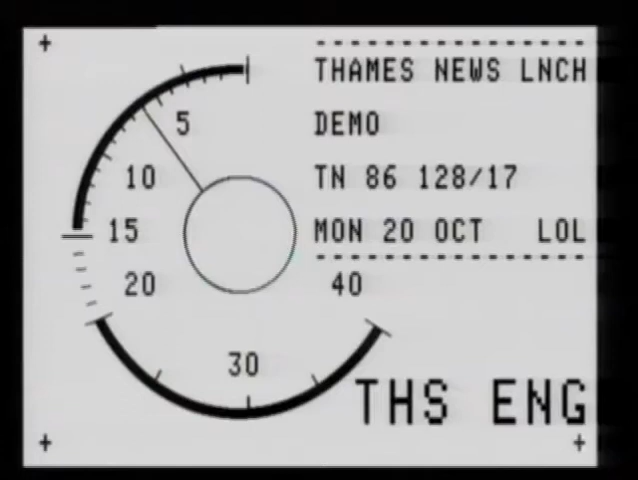 THAMES NEWS LNCH
DEMO
TN 86 128/17
MON 20 OCT LOL
5
10
15
20
30
40
THS ENG